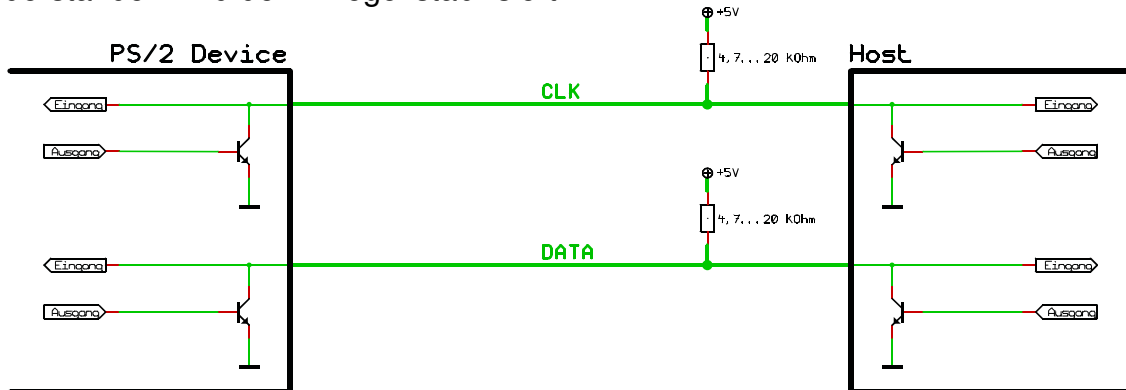 +5V
PS/2 Device
4,7... 20 KOhm
Host
CLK
Eingang
Eingang
Ausgang
Ausgang
+5V
4,7... 20 KOhm
DATA
Eingang
Eingang
Ausgang
Ausgang